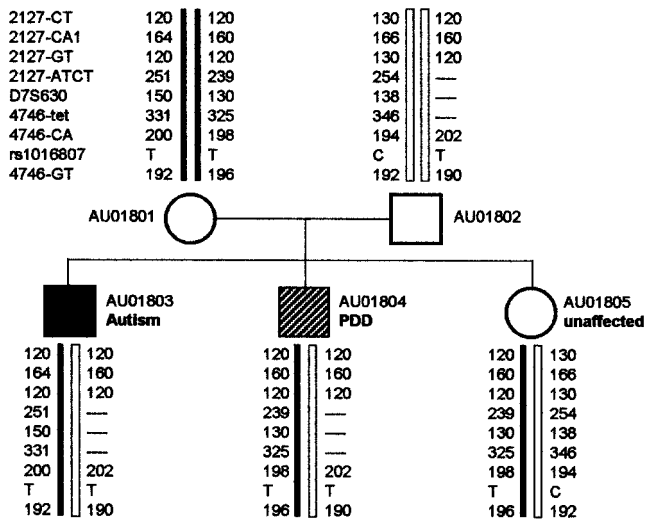 2127-CT 120 120 130 120
2127-CA1 164 160 166 160
2127-GT 120 120 130 120
2127-ATCT 251 239 254 —
D7S630 150 130 138 —
4746-tet 331 325 346 —
4746-CA 200 198 194 202
rs1016807 T T C T
4746-GT 192 196 192 190
AU01801 AU01802
AU01803 AU01804 AU01805
Autism PDD unaffected
120 120 120 120 120 130
164 160 160 160 160 166
120 120 120 120 120 130
251 — 239 — 239 254
150 — 130 — 130 138
331 — 325 — 325 346
200 202 198 202 198 194
T T T T T C
192 190 196 190 196 192